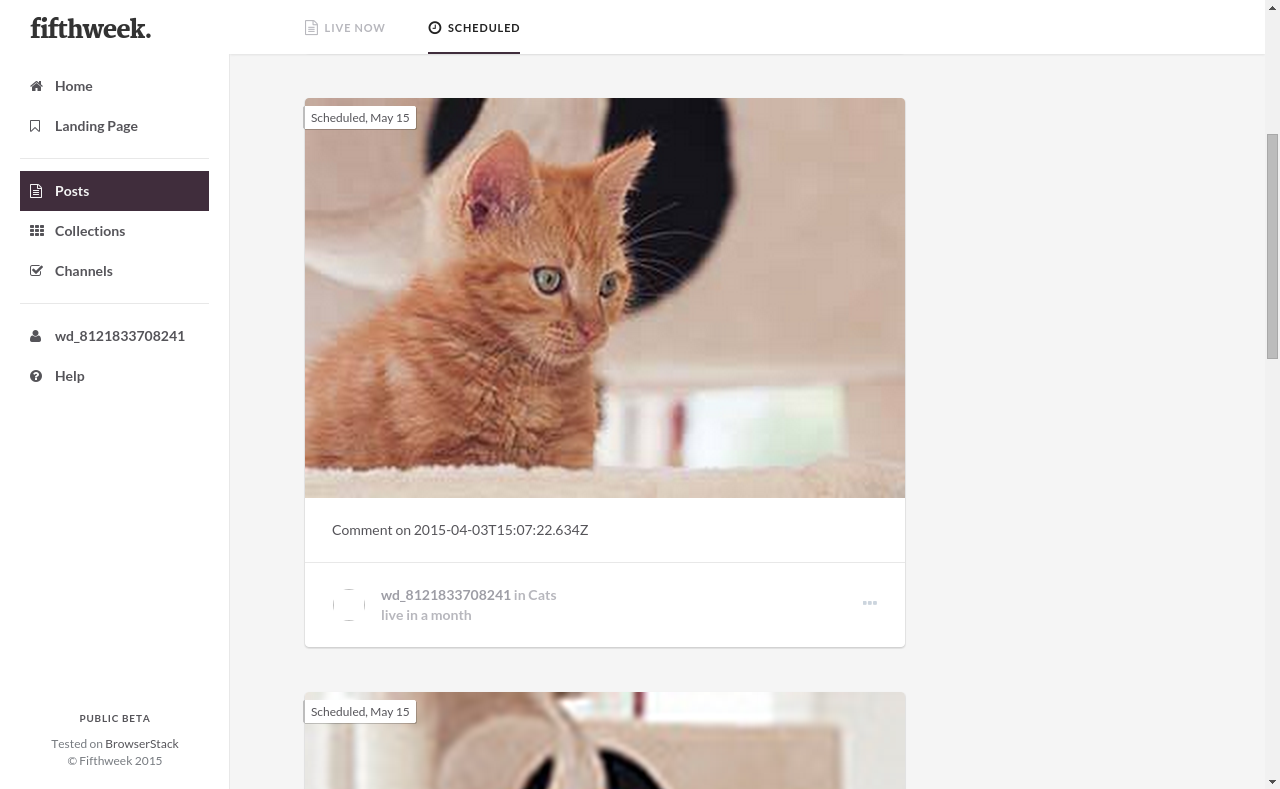 fifthweek.
Home
Landing Page
Posts
Collections
Channels
wd_8121833708241
Help
PUBLIC BETA
Tested on BrowserStack
© Fifthweek 2015
LIVE NOW
SCHEDULED
Scheduled, May 15
Comment on 2015-04-03T15:07:22.634Z
wd_8121833708241 in Cats
live in a month
Scheduled, May 15